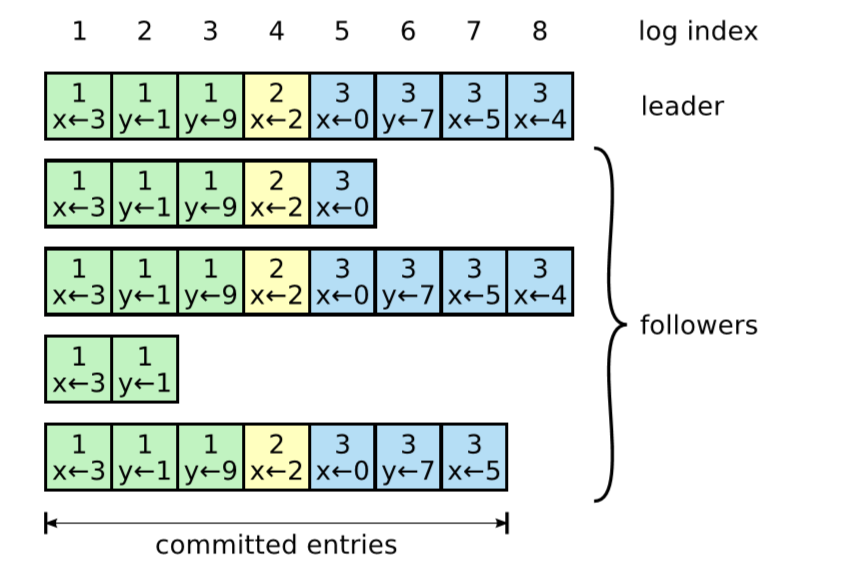 1 2 3 4 5 6 7 8 log index
1 1 1 2 3 3 3 3
x←3 y←1 y←9 x←2 x←0 y←7 x←5 x←4
leader
1 1 1 2 3
x←3 y←1 y←9 x←2 x←0
1 1 1 2 3 3 3 3
x←3 y←1 y←9 x←2 x←0 y←7 x←5 x←4
followers
1 1
x←3 y←1
1 1 1 2 3 3 3
x←3 y←1 y←9 x←2 x←0 y←7 x←5
committed entries